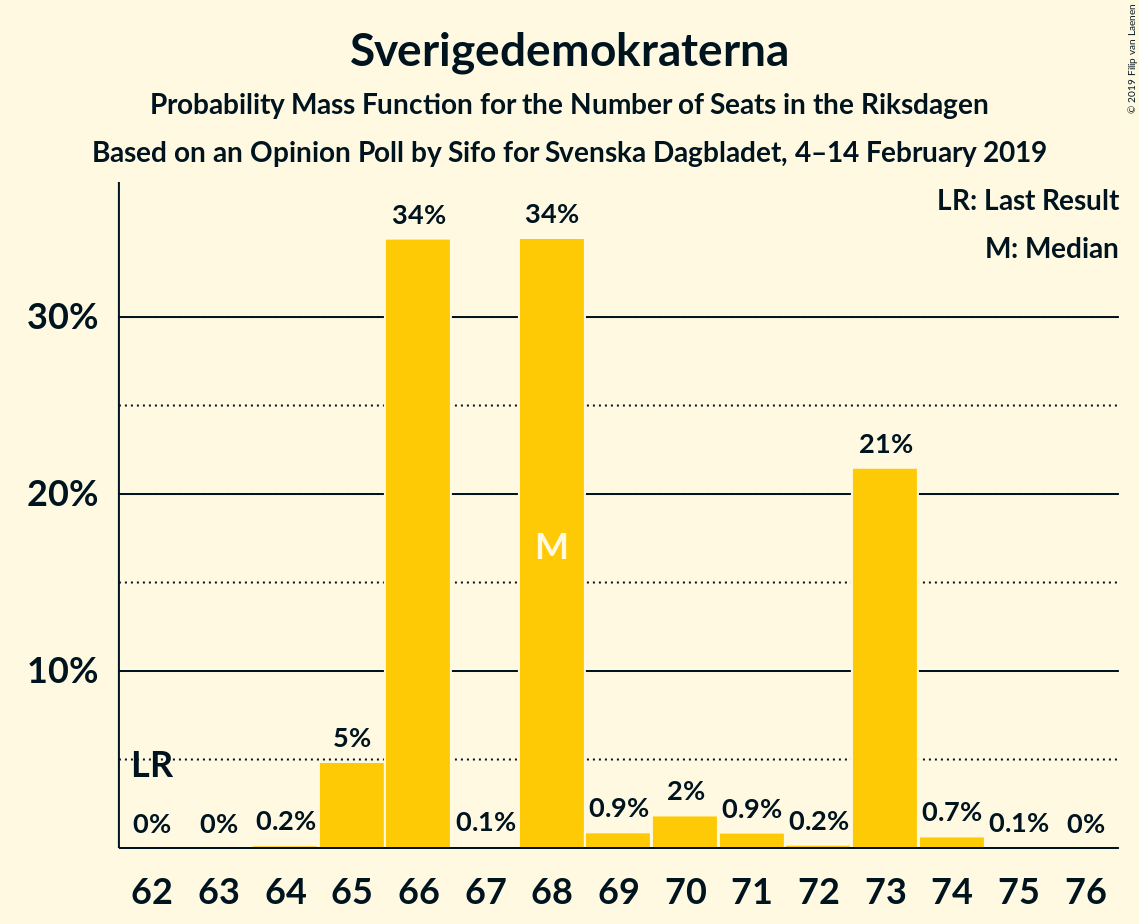 Sverigedemokraterna
Probability Mass Function for the Number of Seats in the Riksdagen
Based on an Opinion Poll by Sifo for Svenska Dagbladet, 4–14 February 2019
© 2019 Filip van Laenen
LR: Last Result
M: Median
30%
20%
10%
LR
0%
0%
0.2%
5%
34%
0.1%
34%
M
0.9%
2%
0.9%
0.2%
21%
0.7%
0.1%
0%
62 63 64 65 66 67 68 69 70 71 72 73 74 75 76